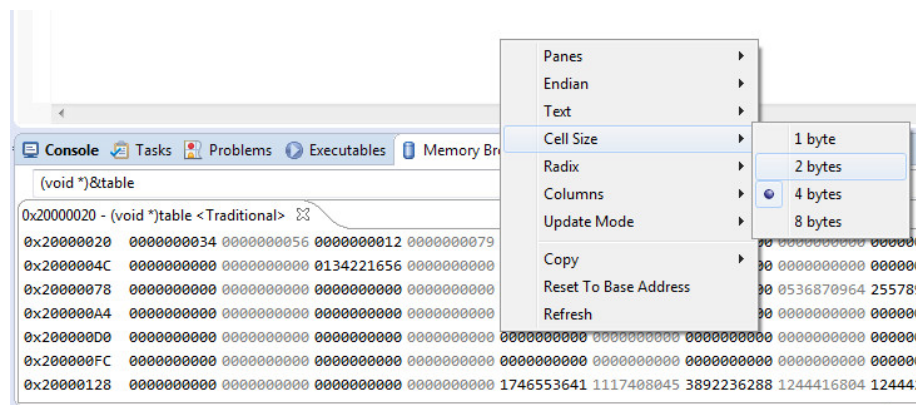 Panes
Endian
Text
Cell Size
Radix
Columns
Update Mode
Copy
Reset To Base Address
Refresh
1 byte
2 bytes
4 bytes
8 bytes
Console Tasks Problems Executables Memory
(void *)&table
0x20000020 - (void *)table <Traditional>
0x20000020 0000000034 0000000056 0000000012 0000000079
0x2000004C 0000000000 0000000000 0134221656 0000000000 0000000000
0x20000078 0000000000 0000000000 0000000000 0000000000 0536870964
0x200000A4 0000000000 0000000000 0000000000 0000000000 0000000000
0x200000D0 0000000000 0000000000 0000000000 0000000000 0000000000 0000000000 0000000000 0000000000
0x200000FC 0000000000 0000000000 0000000000 0000000000 0000000000 0000000000 0000000000 0000000000
0x20000128 0000000000 0000000000 0000000000 0000000000 1746553641 1117408045 3892236288 1244416804